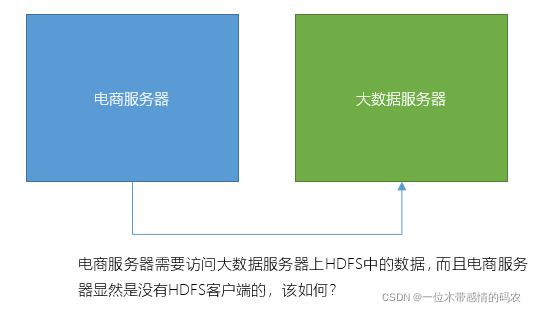 电商服务器
大数据服务器
电商服务器需要访问大数据服务器上HDFS中的数据，而且电商服务
器显然是没有HDFS客户端的，该如何？
CSDN @一位木带感情的码农